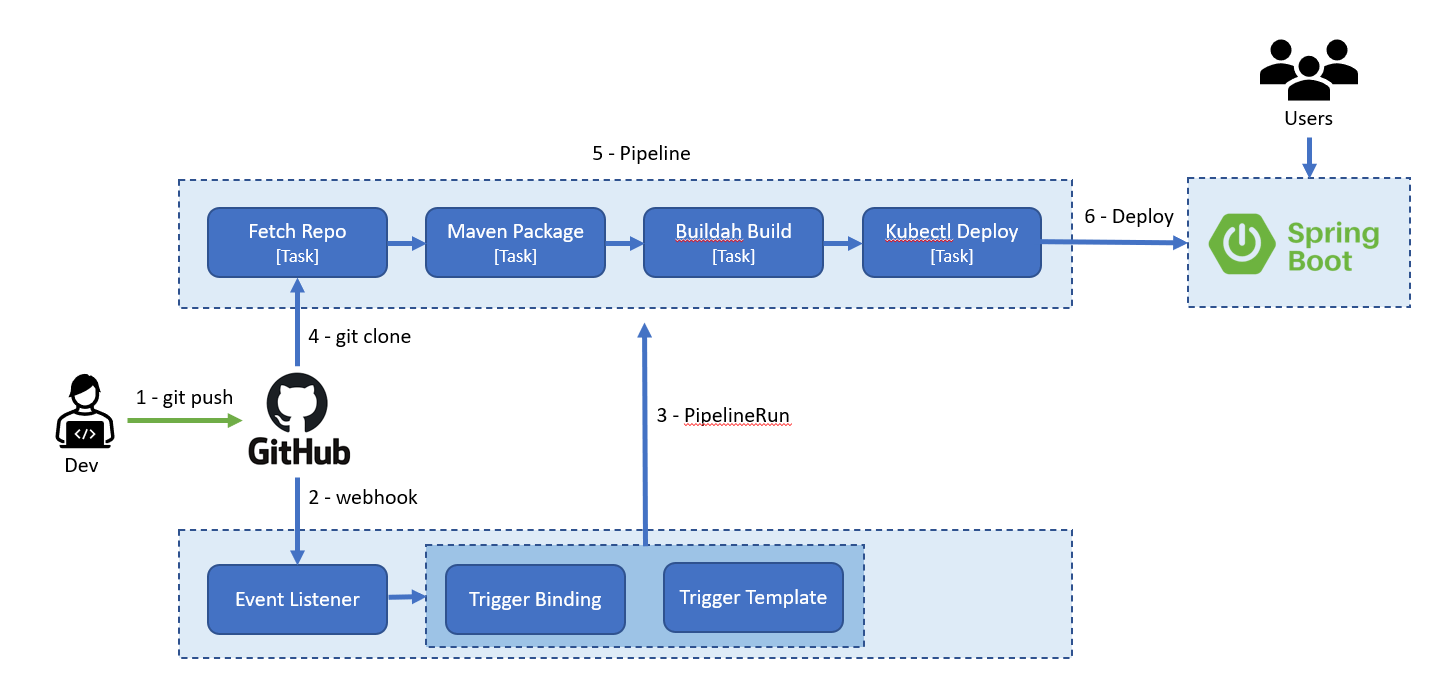 Users
5 - Pipeline
Fetch Repo
[Task]
Maven Package
[Task]
Buildah Build
[Task]
Kubectl Deploy
[Task]
6 - Deploy
Spring
Boot
4 - git clone
1 - git push
</>
Dev
GitHub
3 - PipelineRun
2 - webhook
Event Listener
Trigger Binding
Trigger Template